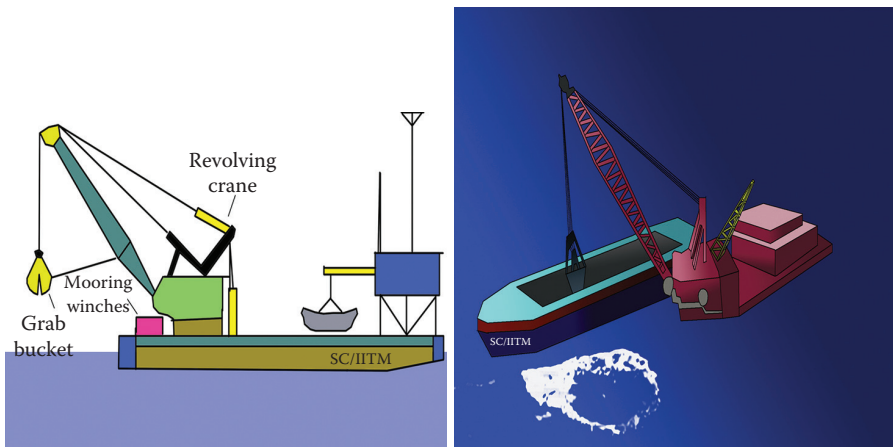 Revolving
crane
Mooring
winches
Grab
bucket
SC/IITM
SC/IITM